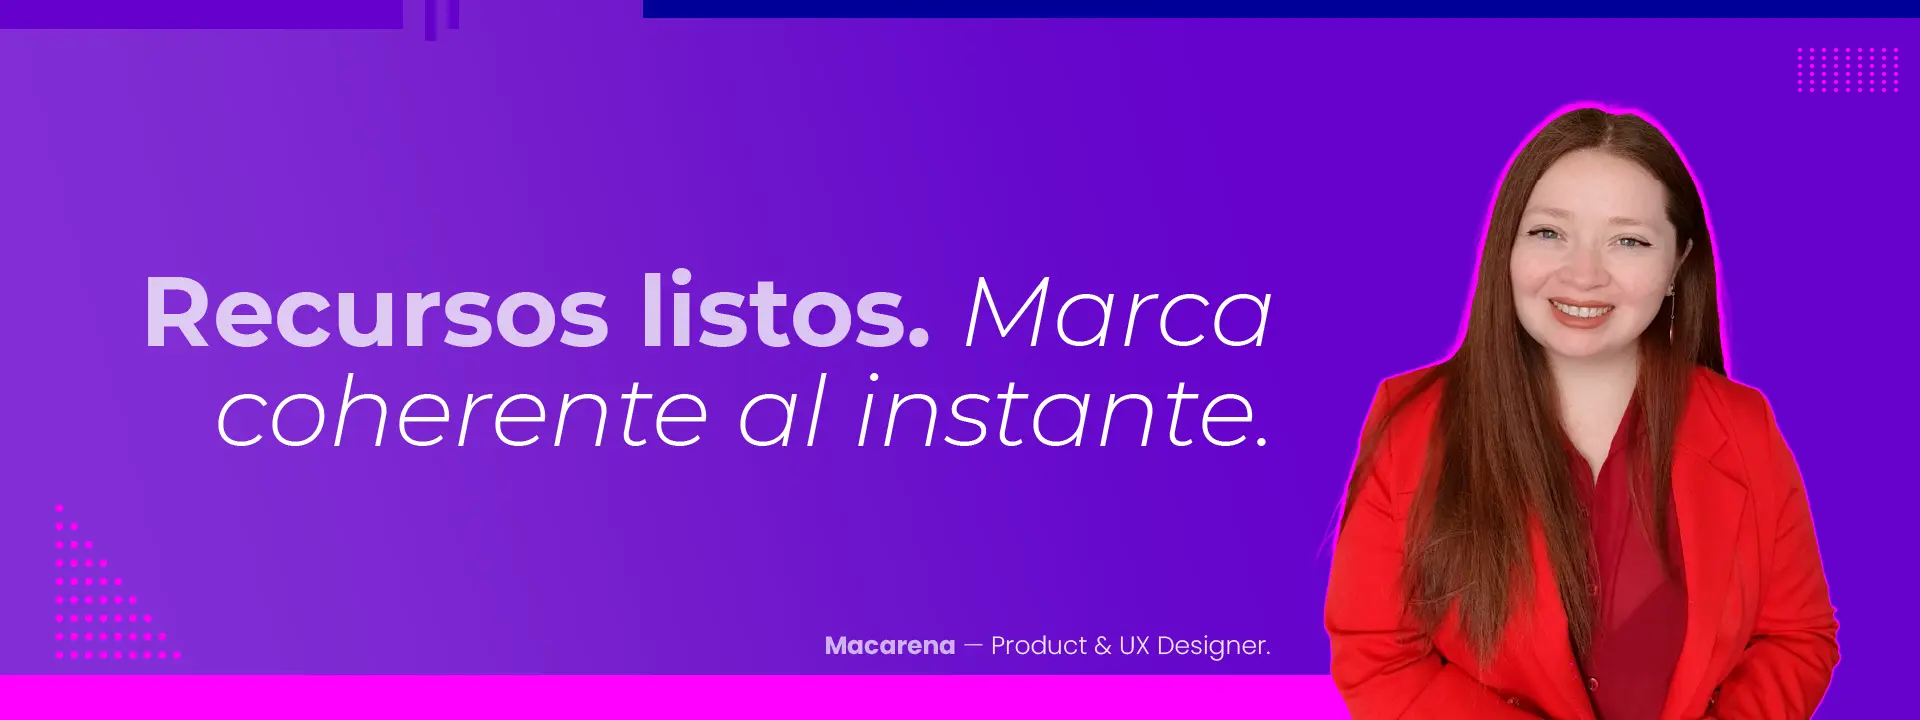 Recursos listos. Marca
coherente al instante.
Macarena — Product & UX Designer.